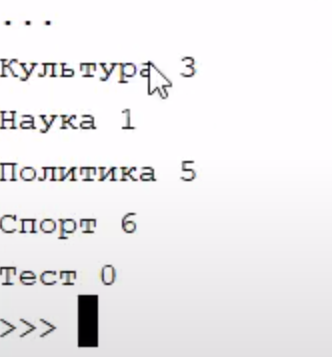 ...
Культура 3
Наука 1
Политика 5
Спорт 6
Тест 0
>>>